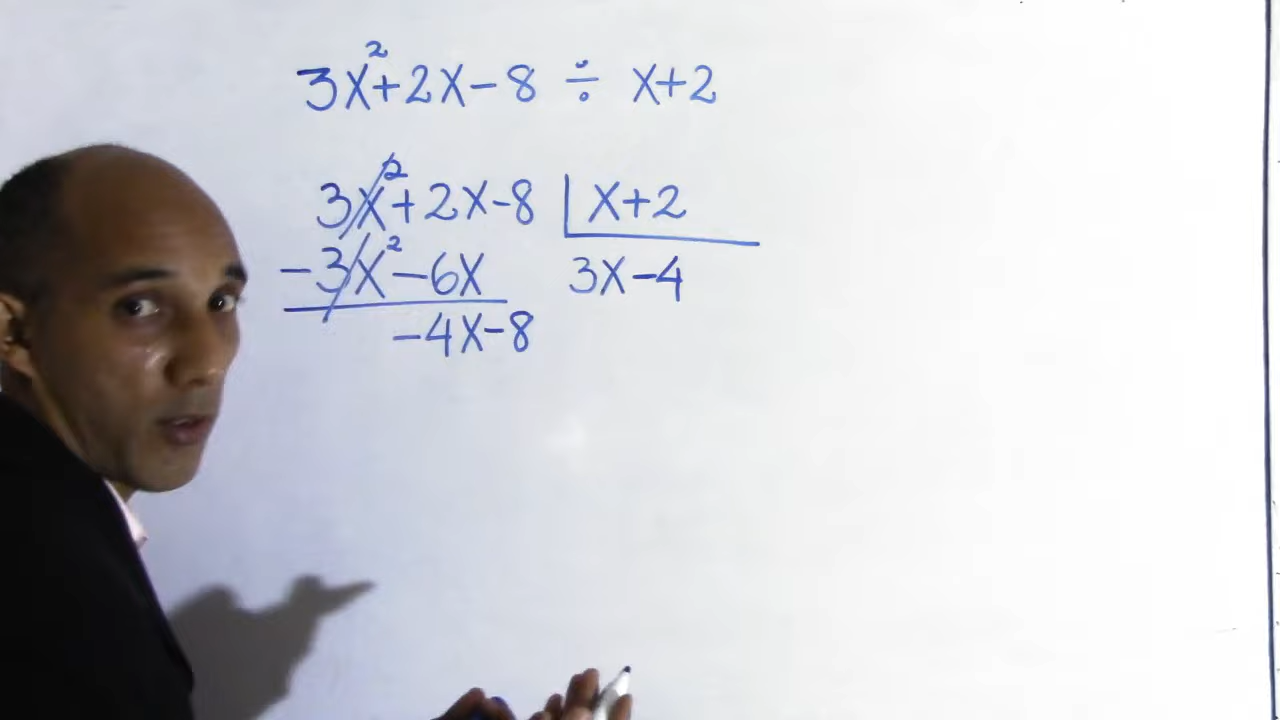 3x²+2x-8 ÷ x+2
3x²+2x-8 | x+2
-3x²-6x 3x-4
-4x-8